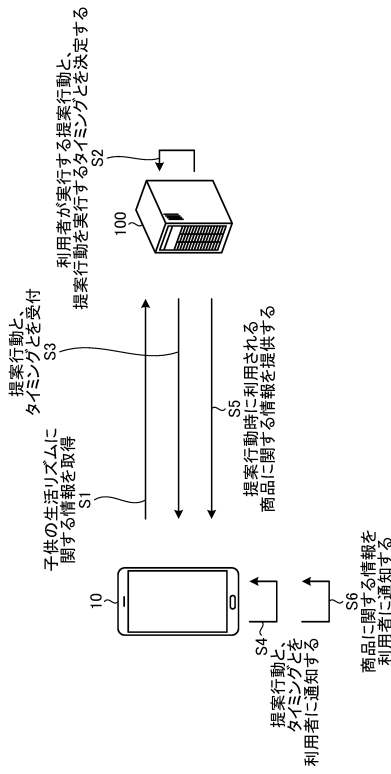 子供の生活リズムに
関する情報を取得
S1
提案行動と、
タイミングとを受付
S3
利用者が実行する提案行動と、
提案行動を実行するタイミングとを決定する
S2
100
10
S4
提案行動と、
タイミングとを
利用者に通知する
S5
提案行動時に利用される
商品に関する情報を提供する
S6
商品に関する情報を
利用者に通知する